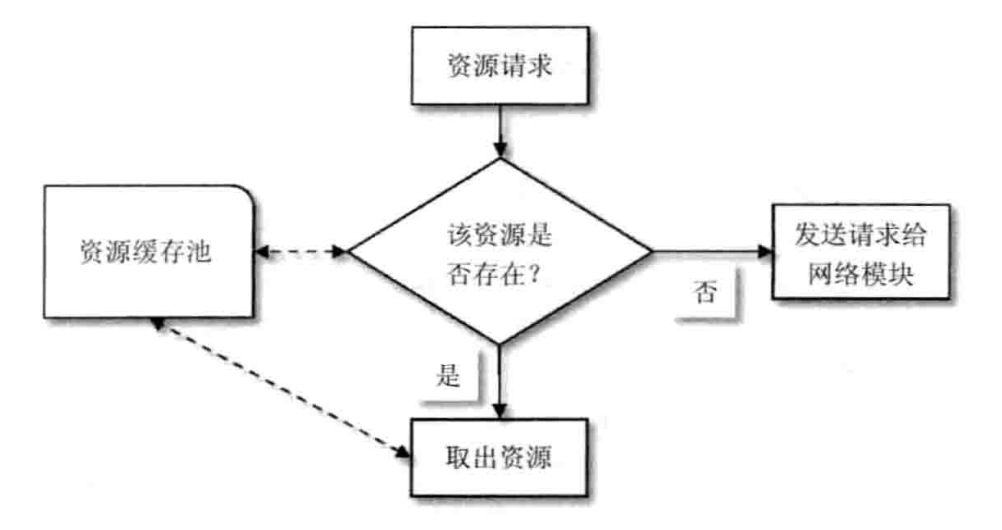 资源请求
资源缓存池
该资源是
否存在?
发送请求给
网络模块
否
是
取出资源